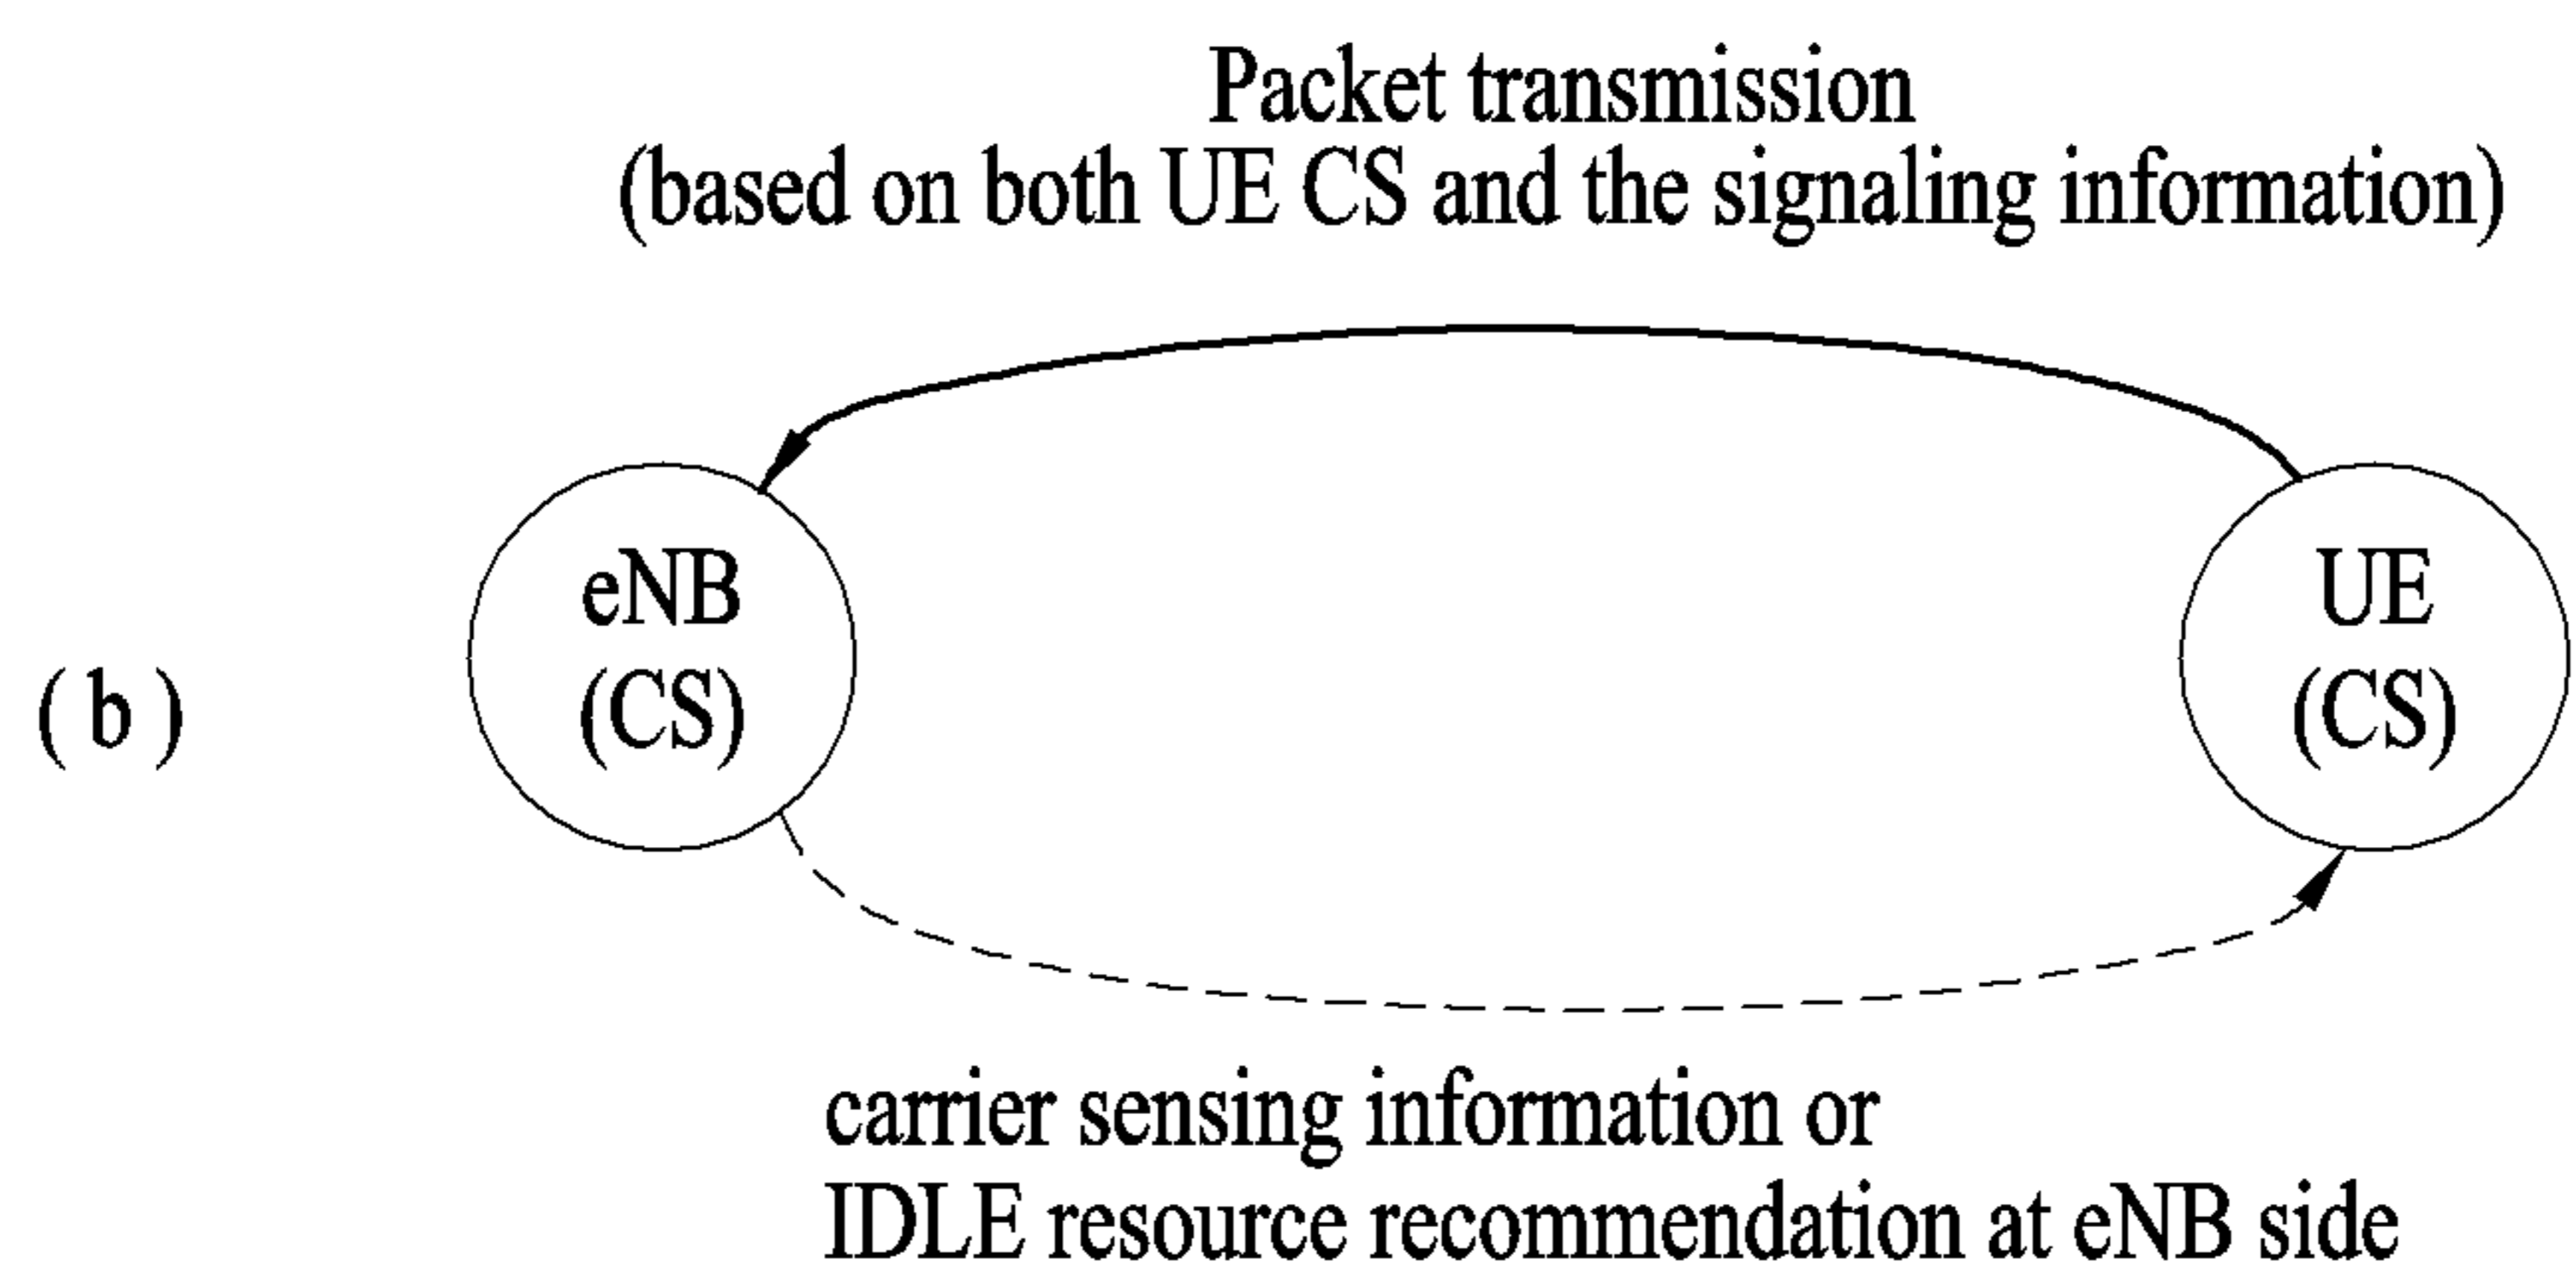 Packet transmission
(based on both UE CS and the signaling information)
eNB
(CS)
UE
(CS)
( b )
carrier sensing information or
IDLE resource recommendation at eNB side